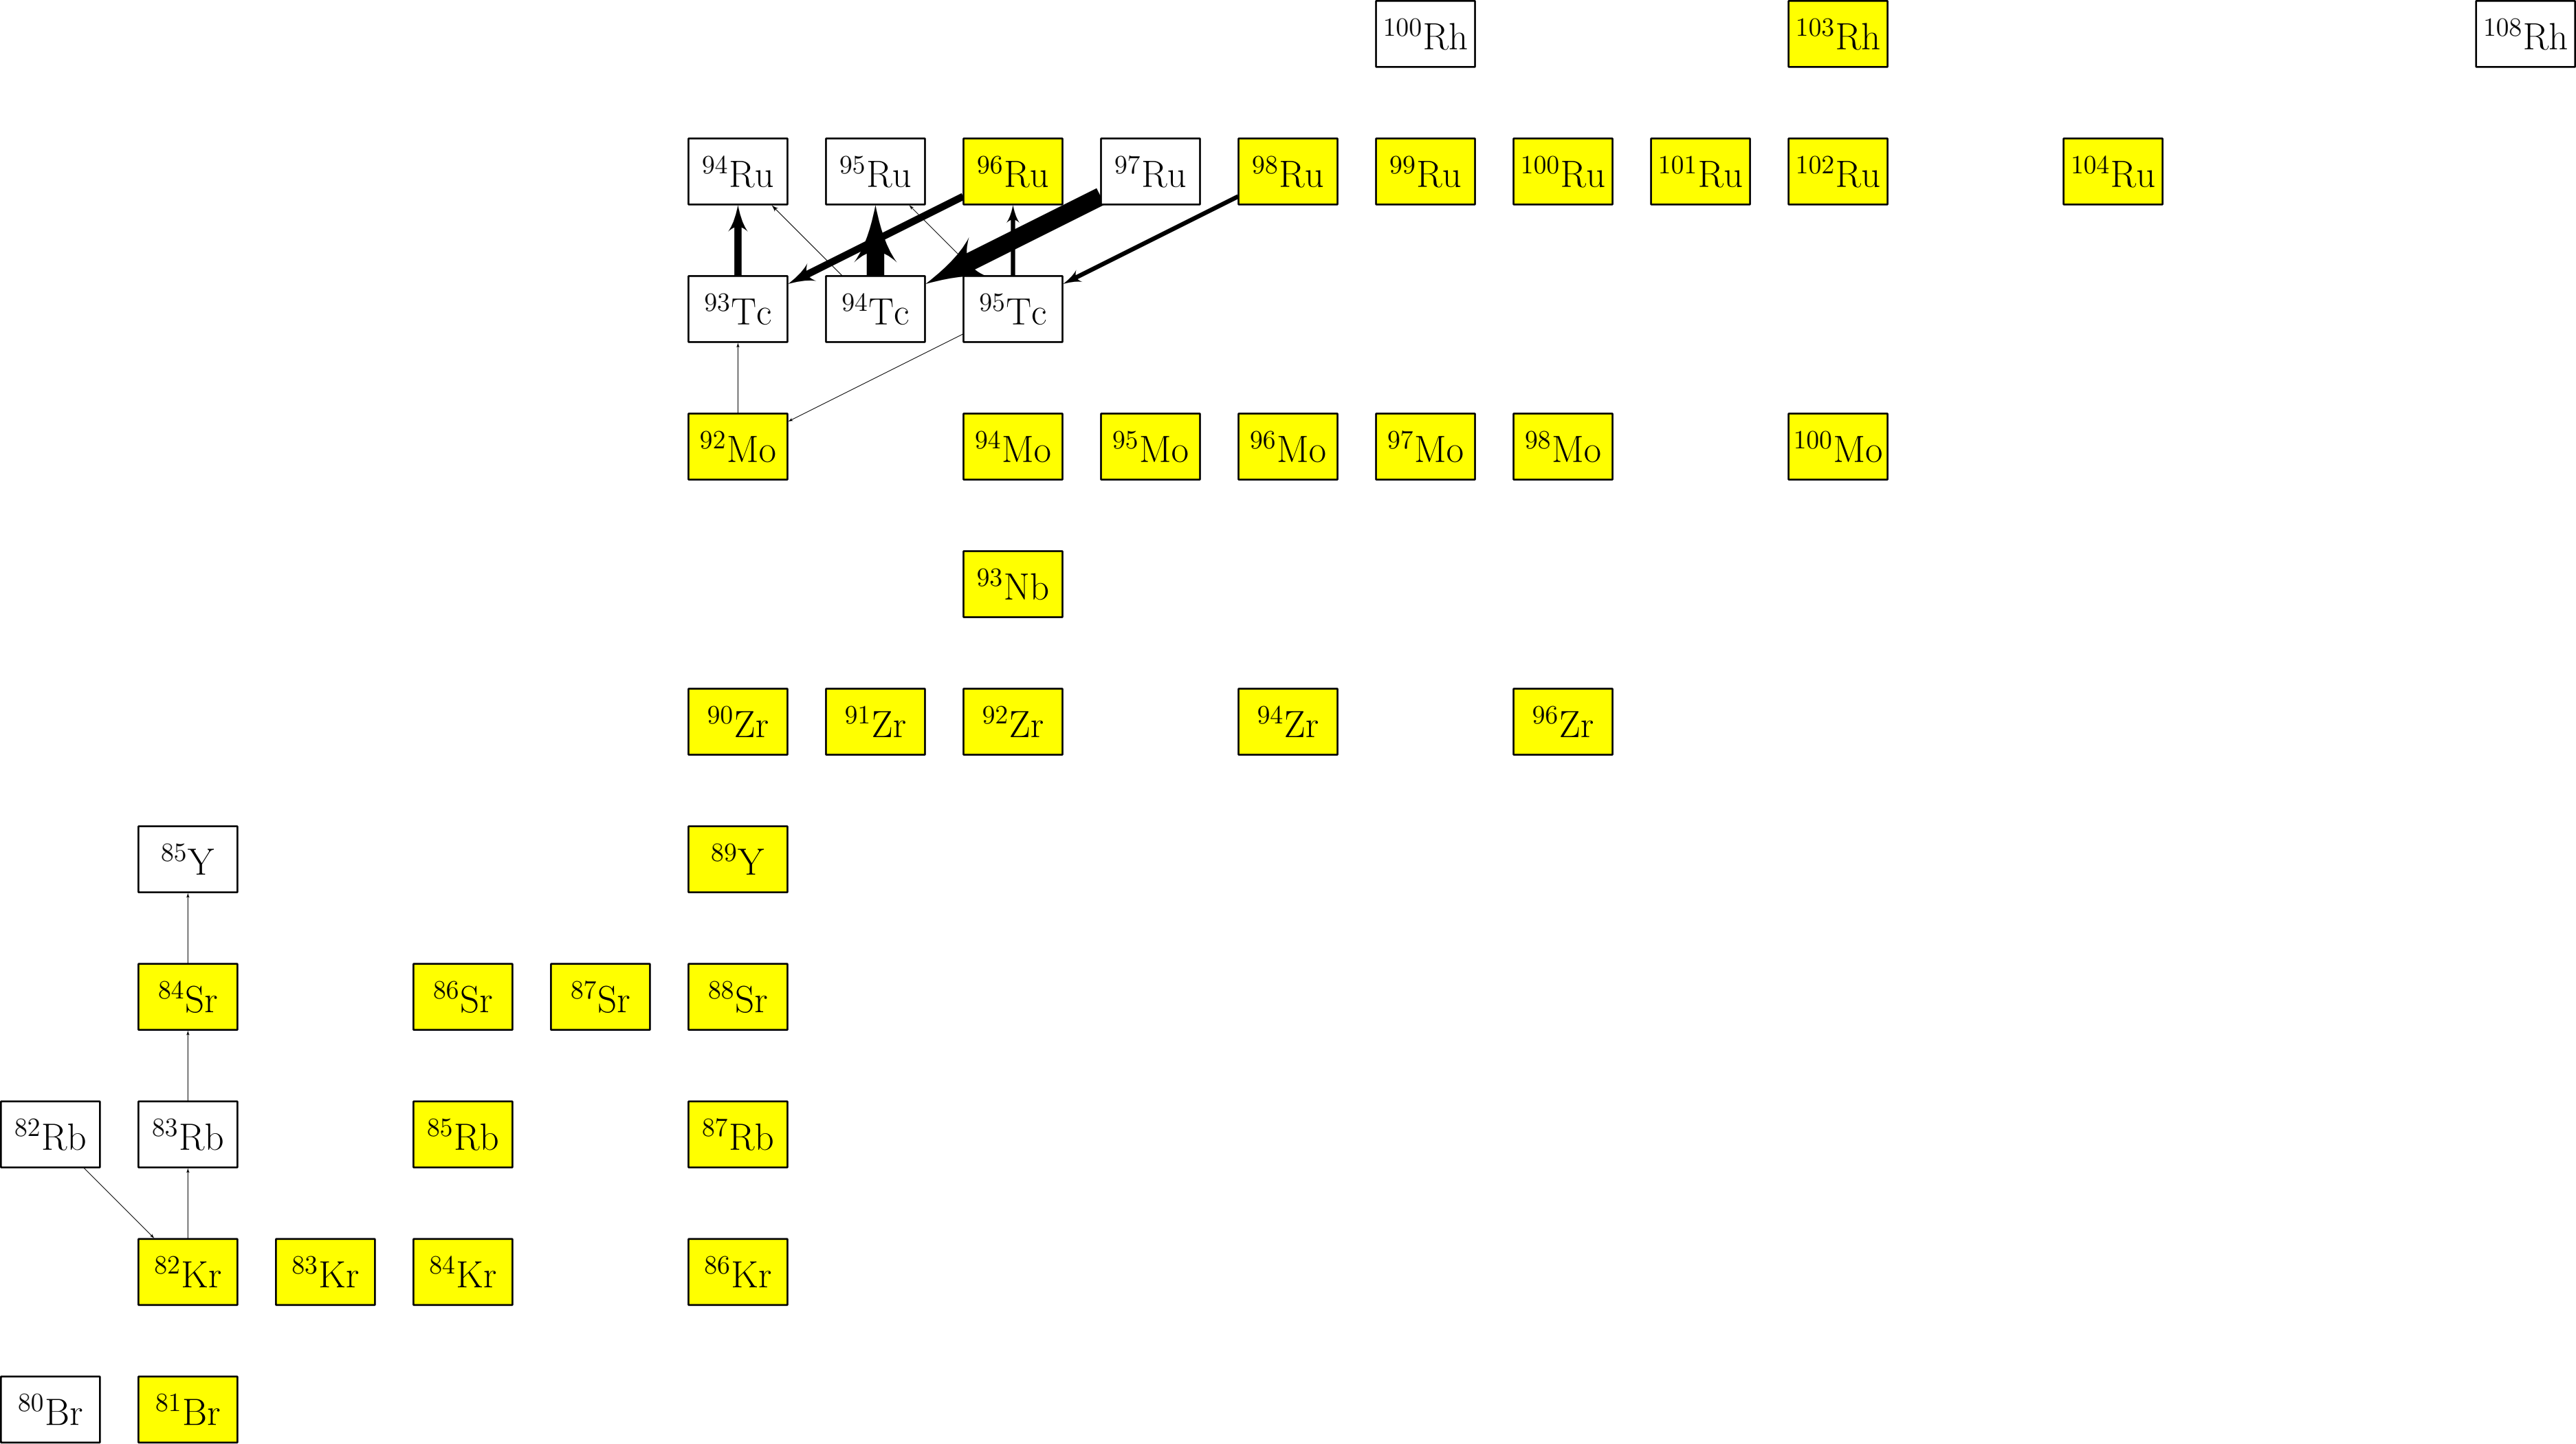 ¹⁰⁰Rh ¹⁰³Rh ¹⁰⁸Rh
⁹⁴Ru ⁹⁵Ru ⁹⁶Ru ⁹⁷Ru ⁹⁸Ru ⁹⁹Ru ¹⁰⁰Ru ¹⁰¹Ru ¹⁰²Ru ¹⁰⁴Ru
⁹³Tc ⁹⁴Tc ⁹⁵Tc
⁹²Mo ⁹⁴Mo ⁹⁵Mo ⁹⁶Mo ⁹⁷Mo ⁹⁸Mo ¹⁰⁰Mo
⁹³Nb
⁹⁰Zr ⁹¹Zr ⁹²Zr ⁹⁴Zr ⁹⁶Zr
⁸⁵Y ⁸⁹Y
⁸⁴Sr ⁸⁶Sr ⁸⁷Sr ⁸⁸Sr
⁸²Rb ⁸³Rb ⁸⁵Rb ⁸⁷Rb
⁸²Kr ⁸³Kr ⁸⁴Kr ⁸⁶Kr
⁸⁰Br ⁸¹Br